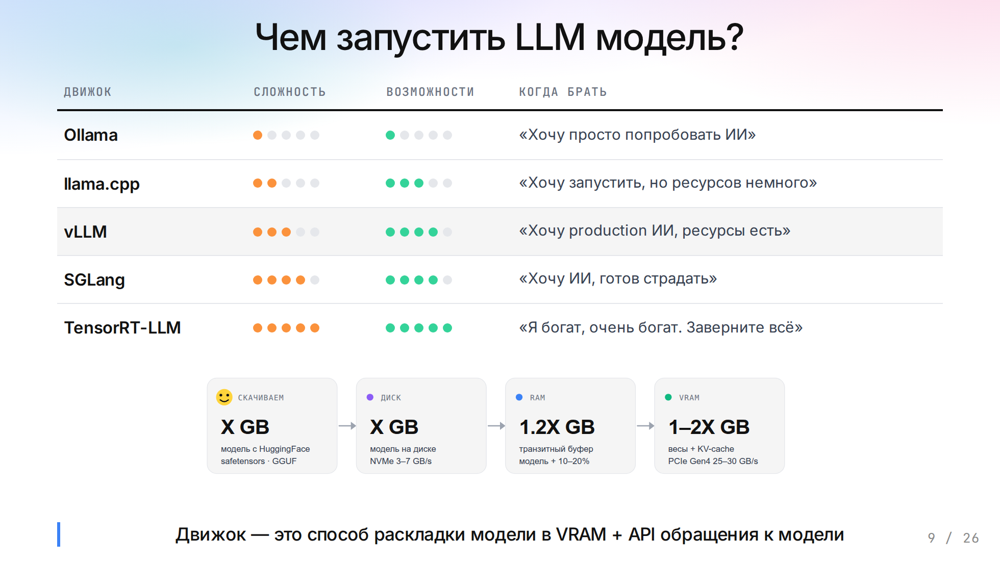 Чем запустить LLM модель?
ДВИЖОК СЛОЖНОСТЬ ВОЗМОЖНОСТИ КОГДА БРАТЬ
Ollama «Хочу просто попробовать ИИ»
llama.cpp «Хочу запустить, но ресурсов немного»
vLLM «Хочу production ИИ, ресурсы есть»
SGLang «Хочу ИИ, готов страдать»
TensorRT-LLM «Я богат, очень богат. Заверните всё»
СКАЧИВАЕМ
X GB
модель с HuggingFace
safetensors · GGUF
ДИСК
X GB
модель на диске
NVMe 3–7 GB/s
RAM
1.2X GB
транзитный буфер
модель + 10–20%
VRAM
1–2X GB
веса + KV-cache
PCIe Gen4 25–30 GB/s
Движок — это способ раскладки модели в VRAM + API обращения к модели
9 / 26